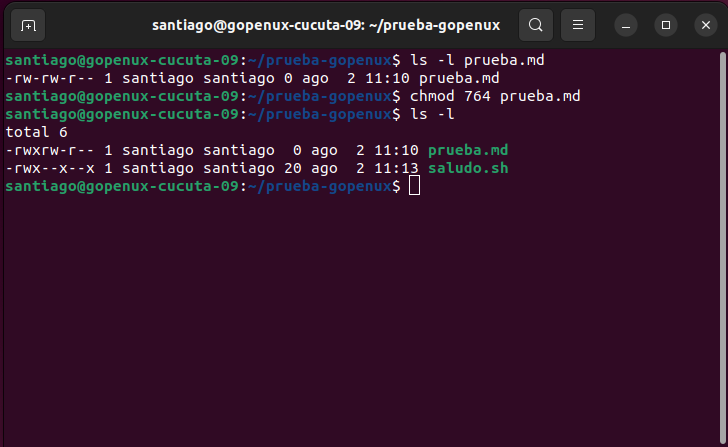 santiago@gopenux-cucuta-09: ~/prueba-gopenux
santiago@gopenux-cucuta-09:~/prueba-gopenux$ ls -l prueba.md
-rw-rw-r-- 1 santiago santiago 0 ago  2 11:10 prueba.md
santiago@gopenux-cucuta-09:~/prueba-gopenux$ chmod 764 prueba.md
santiago@gopenux-cucuta-09:~/prueba-gopenux$ ls -l
total 6
-rwxrw-r-- 1 santiago santiago  0 ago  2 11:10 prueba.md
-rwx--x--x 1 santiago santiago 20 ago  2 11:13 saludo.sh
santiago@gopenux-cucuta-09:~/prueba-gopenux$